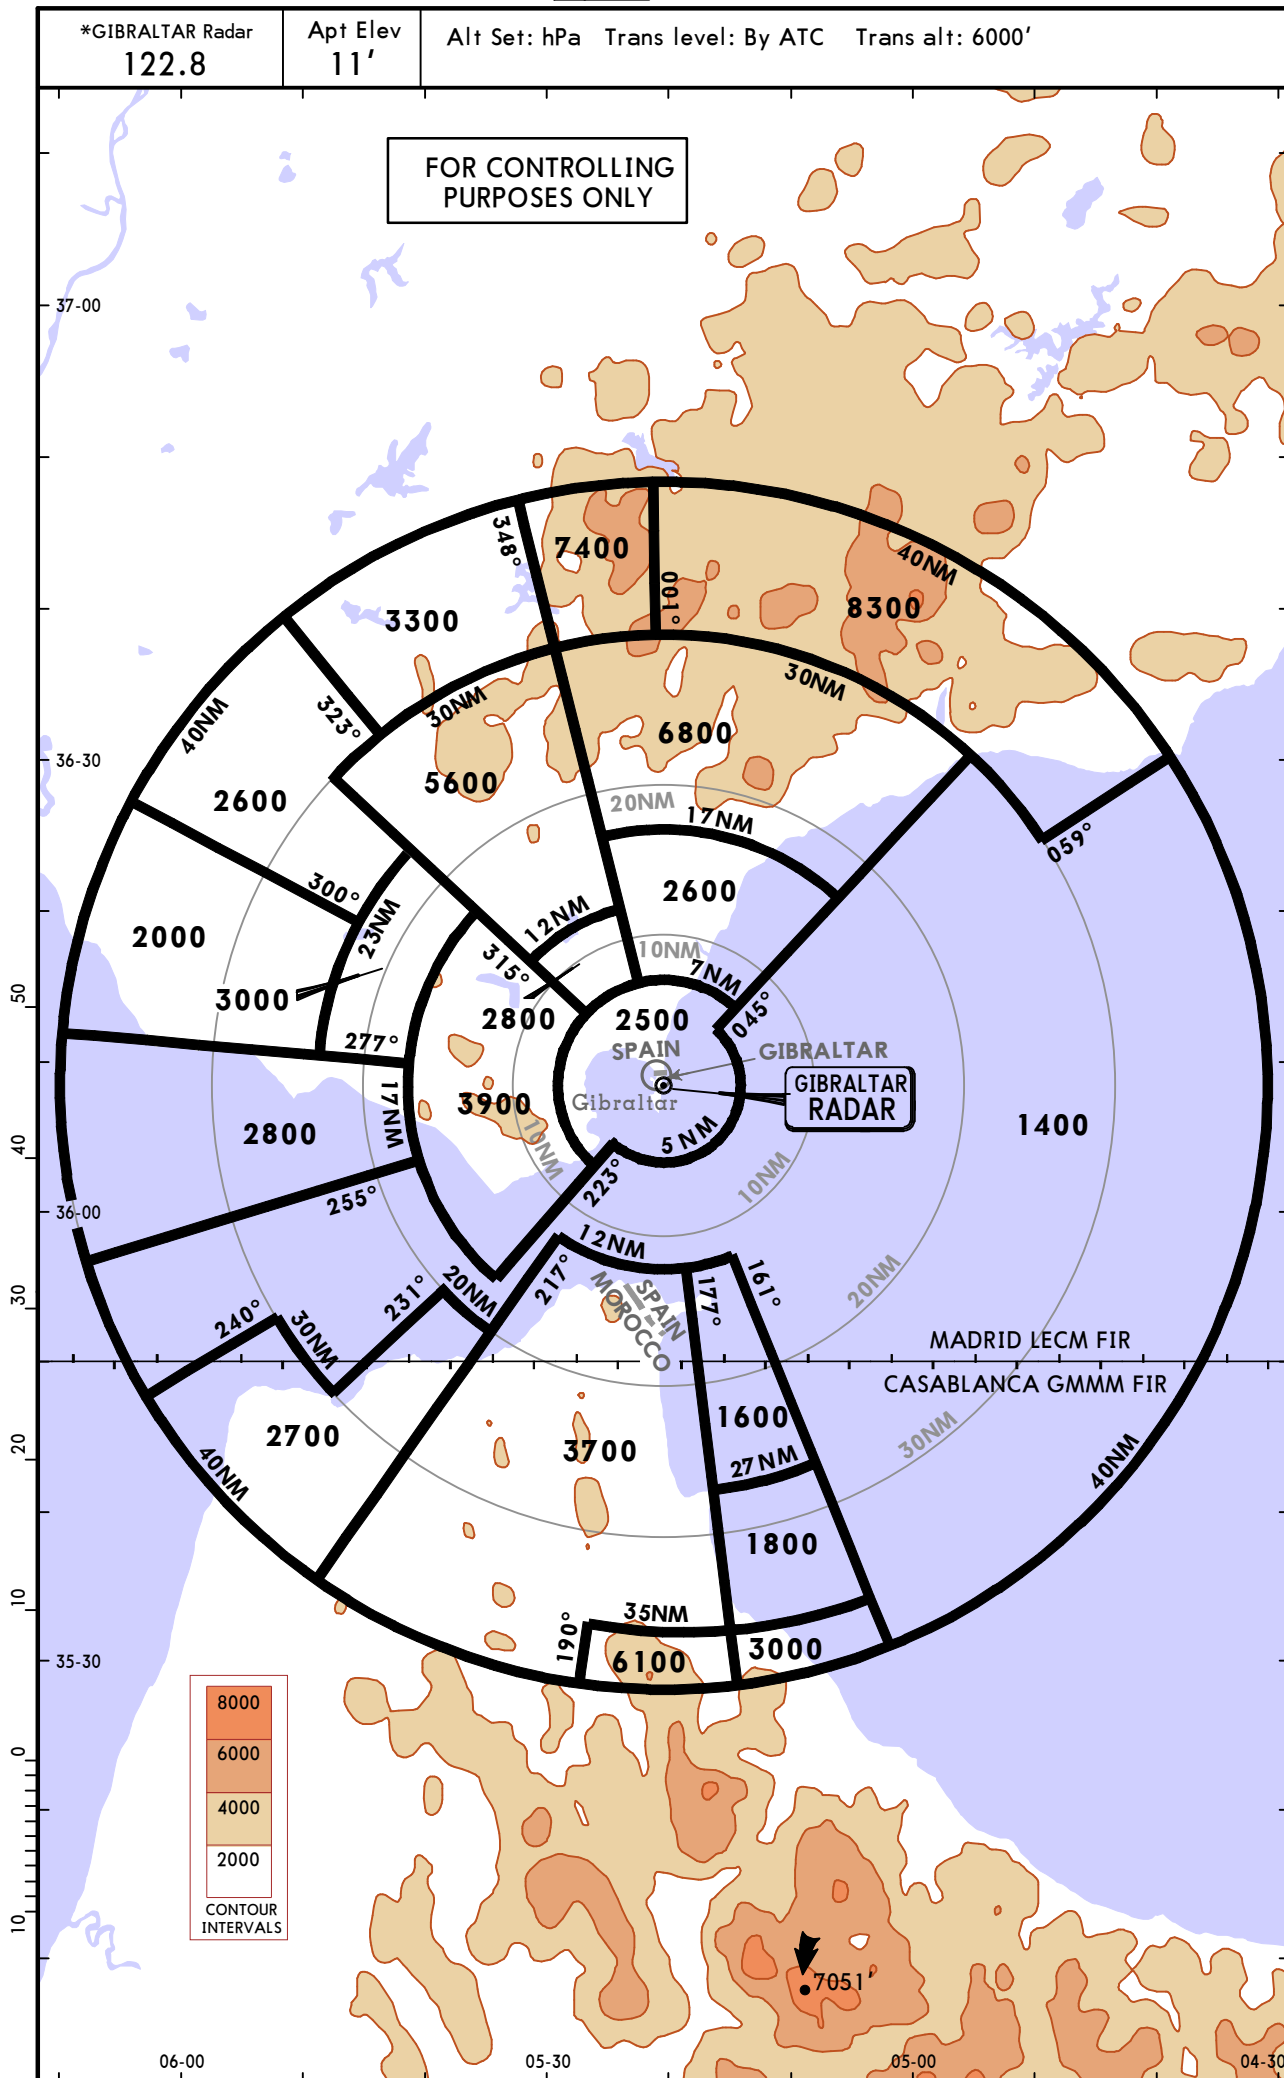 *GIBRALTAR Radar
122.8
Apt Elev
11'
Alt Set: hPa Trans level: By ATC Trans alt: 6000'
FOR CONTROLLING
PURPOSES ONLY
37-00
348°
7400
001°
40NM
8300
3300
30NM
323°
30NM
40NM
6800
36-30
5600
2600
20NM
17NM
059°
300°
23NM
2600
12NM
2000
10NM
315°
7NM
50
3000
2800
2500
045°
277°
SPAIN
GIBRALTAR
GIBRALTAR
RADAR
Gibraltar
3900
17NM
1400
2800
5 NM
10NM
10NM
40
223°
255°
36-00
12NM
217°
161°
177°
20NM
20NM
231°
30
240°
30NM
SPAIN
MOROCCO
MADRID LECM FIR
CASABLANCA GMMM FIR
1600
2700
3700
30NM
20
27NM
40NM
40NM
1800
10
35NM
190°
35-30
6100
3000
8000
6000
4000
2000
CONTOUR
INTERVALS
0
10
7051'
06-00
05-30
05-00
04-30